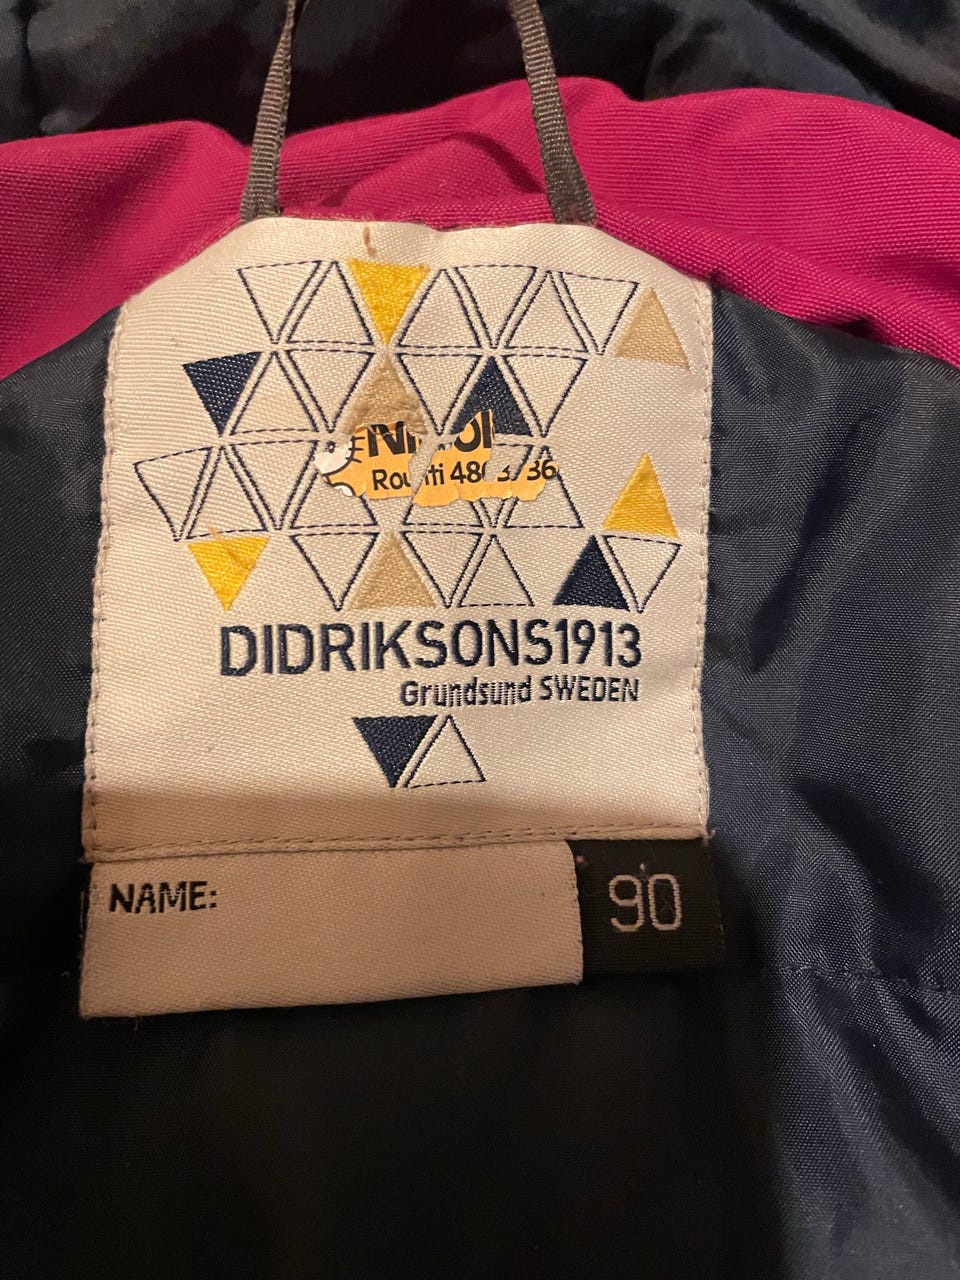 DIDRIKSONS1913
Grundsund SWEDEN
NAME:
90